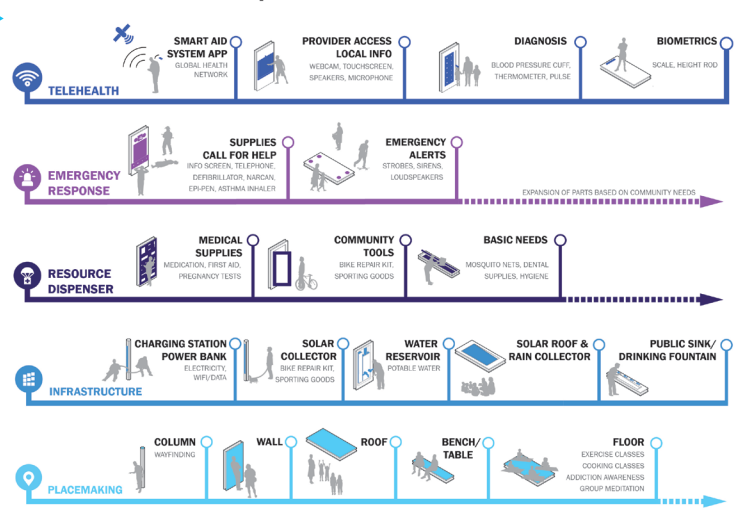 SMART AID
SYSTEM APP
GLOBAL HEALTH
NETWORK
PROVIDER ACCESS
LOCAL INFO
WEBCAM, TOUCHSCREEN,
SPEAKERS, MICROPHONE
DIAGNOSIS
BLOOD PRESSURE CUFF,
THERMOMETER, PULSE
BIOMETRICS
SCALE, HEIGHT ROD
TELEHEALTH
SUPPLIES
CALL FOR HELP
INFO SCREEN, TELEPHONE,
DEFIBRILLATOR, NARCAN,
EPI-PEN, ASTHMA INHALER
EMERGENCY
ALERTS
STROBES, SIRENS,
LOUDSPEAKERS
EMERGENCY
RESPONSE
EXPANSION OF PARTS BASED ON COMMUNITY NEEDS
MEDICAL
SUPPLIES
MEDICATION, FIRST AID,
PREGNANCY TESTS
COMMUNITY
TOOLS
BIKE REPAIR KIT,
SPORTING GOODS
BASIC NEEDS
MOSQUITO NETS, DENTAL
SUPPLIES, HYGIENE
RESOURCE
DISPENSER
CHARGING STATION
POWER BANK
ELECTRICITY,
WIFI/DATA
SOLAR
COLLECTOR
BIKE REPAIR KIT,
SPORTING GOODS
WATER
RESERVOIR
POTABLE WATER
SOLAR ROOF &
RAIN COLLECTOR
PUBLIC SINK/
DRINKING FOUNTAIN
INFRASTRUCTURE
COLUMN
WAYFINDING
WALL
ROOF
BENCH/
TABLE
FLOOR
EXERCISE CLASSES
COOKING CLASSES
ADDICTION AWARENESS
GROUP MEDITATION
PLACEMAKING